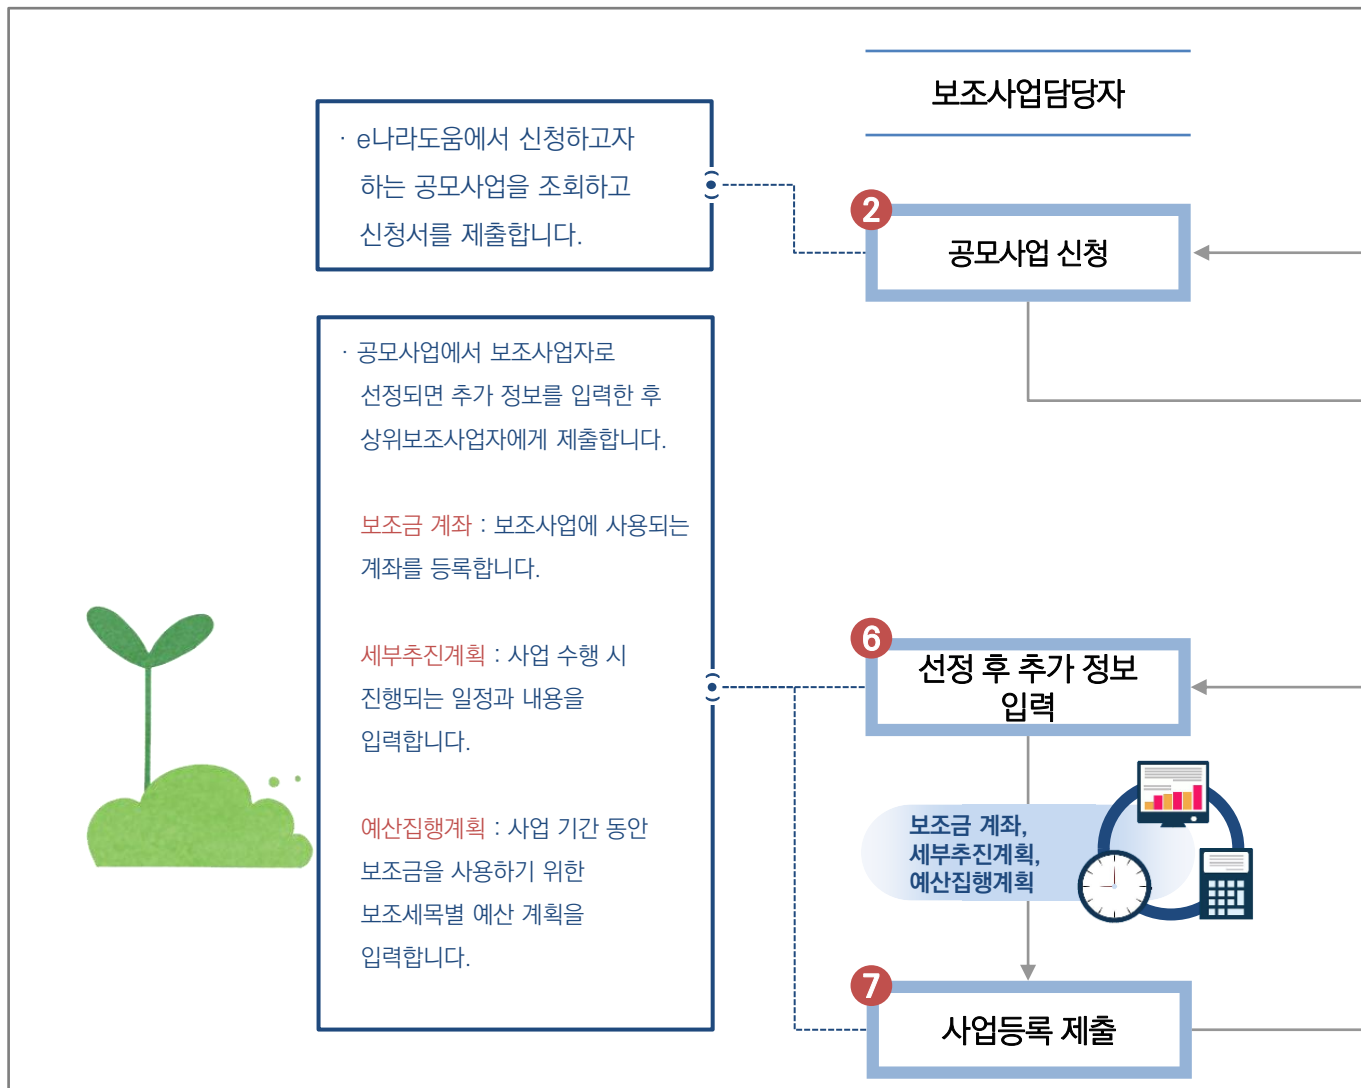 보조사업담당자
· e나라도움에서 신청하고자
하는 공모사업을 조회하고
신청서를 제출합니다.
2
공모사업 신청
· 공모사업에서 보조사업자로
선정되면 추가 정보를 입력한 후
상위보조사업자에게 제출합니다.
보조금 계좌 : 보조사업에 사용되는
계좌를 등록합니다.
세부추진계획 : 사업 수행 시
진행되는 일정과 내용을
입력합니다.
예산집행계획 : 사업 기간 동안
보조금을 사용하기 위한
보조세목별 예산 계획을
입력합니다.
6
선정 후 추가 정보
입력
보조금 계좌,
세부추진계획,
예산집행계획
7
사업등록 제출